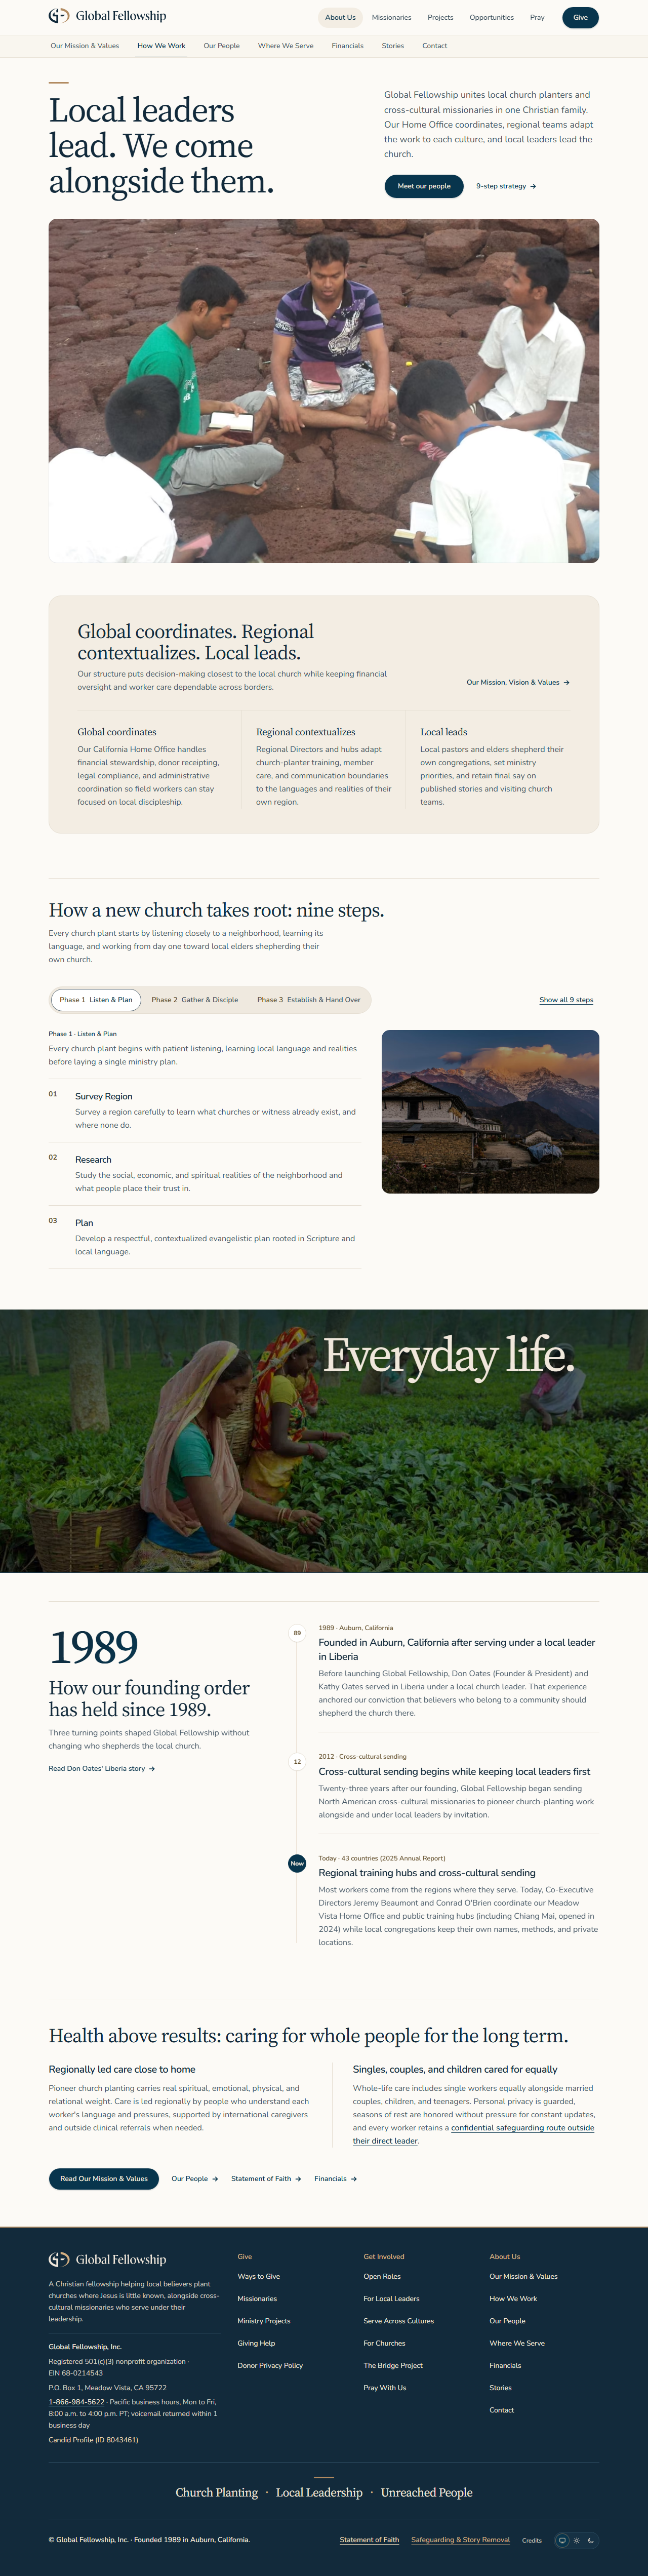 Global Fellowship
About Us
Missionaries
Projects
Opportunities
Pray
Give
Our Mission & Values
How We Work
Our People
Where We Serve
Financials
Stories
Contact
Local leaders
lead. We come
alongside them.
Global Fellowship unites local church planters and
cross-cultural missionaries in one Christian family.
Our Home Office coordinates, regional teams adapt
the work to each culture, and local leaders lead the
church.
Meet our people
9-step strategy →
Global coordinates. Regional
contextualizes. Local leads.
Our structure puts decision-making closest to the local church while keeping financial
oversight and worker care dependable across borders.
Our Mission, Vision & Values →
Global coordinates
Our California Home Office handles
financial stewardship, donor receipting,
legal compliance, and administrative
coordination so field workers can stay
focused on local discipleship.
Regional contextualizes
Regional Directors and hubs adapt
church-planter training, member
care, and communication boundaries
to the languages and realities of their
own region.
Local leads
Local pastors and elders shepherd their
own congregations, set ministry
priorities, and retain final say on
published stories and visiting church
teams.
How a new church takes root: nine steps.
Every church plant starts by listening closely to a neighborhood, learning its
language, and working from day one toward local elders shepherding their
own church.
Phase 1 Listen & Plan
Phase 2 Gather & Disciple
Phase 3 Establish & Hand Over
Show all 9 steps
Phase 1 · Listen & Plan
Every church plant begins with patient listening, learning local language and realities
before laying a single ministry plan.
01
Survey Region
Survey a region carefully to learn what churches or witness already exist, and
where none do.
02
Research
Study the social, economic, and spiritual realities of the neighborhood and
what people place their trust in.
03
Plan
Develop a respectful, contextualized evangelistic plan rooted in Scripture and
local language.
Everyday life.
1989
How our founding order
has held since 1989.
Three turning points shaped Global Fellowship without
changing who shepherds the local church.
Read Don Oates' Liberia story →
89
1989 · Auburn, California
Founded in Auburn, California after serving under a local leader
in Liberia
Before launching Global Fellowship, Don Oates (Founder & President) and
Kathy Oates served in Liberia under a local church leader. That experience
anchored our conviction that believers who belong to a community should
shepherd the church there.
12
2012 · Cross-cultural sending
Cross-cultural sending begins while keeping local leaders first
Twenty-three years after our founding, Global Fellowship began sending
North American cross-cultural missionaries to pioneer church-planting work
alongside and under local leaders by invitation.
Now
Today · 43 countries (2025 Annual Report)
Regional training hubs and cross-cultural sending
Most workers come from the regions where they serve. Today, Co-Executive
Directors Jeremy Beaumont and Conrad O'Brien coordinate our Meadow
Vista Home Office and public training hubs (including Chiang Mai, opened in
2024) while local congregations keep their own names, methods, and private
locations.
Health above results: caring for whole people for the long term.
Regionally led care close to home
Pioneer church planting carries real spiritual, emotional, physical, and
relational weight. Care is led regionally by people who understand each
worker's language and pressures, supported by international caregivers
and outside clinical referrals when needed.
Singles, couples, and children cared for equally
Whole-life care includes single workers equally alongside married
couples, children, and teenagers. Personal privacy is guarded,
seasons of rest are honored without pressure for constant updates,
and every worker retains a confidential safeguarding route outside
their direct leader.
Read Our Mission & Values
Our People →
Statement of Faith →
Financials →
Global Fellowship
A Christian fellowship helping local believers plant
churches where Jesus is little known, alongside cross-
cultural missionaries who serve under their
leadership.
Global Fellowship, Inc.
Registered 501(c)(3) nonprofit organization ·
EIN 68-0214543
P.O. Box 1, Meadow Vista, CA 95722
1-866-984-5622 · Pacific business hours, Mon to Fri,
8:00 a.m. to 4:00 p.m. PT; voicemail returned within 1
business day
Candid Profile (ID 8043461)
Give
Ways to Give
Missionaries
Ministry Projects
Giving Help
Donor Privacy Policy
Get Involved
Open Roles
For Local Leaders
Serve Across Cultures
For Churches
The Bridge Project
Pray With Us
About Us
Our Mission & Values
How We Work
Our People
Where We Serve
Financials
Stories
Contact
Church Planting · Local Leadership · Unreached People
© Global Fellowship, Inc. · Founded 1989 in Auburn, California.
Statement of Faith
Safeguarding & Story Removal
Credits